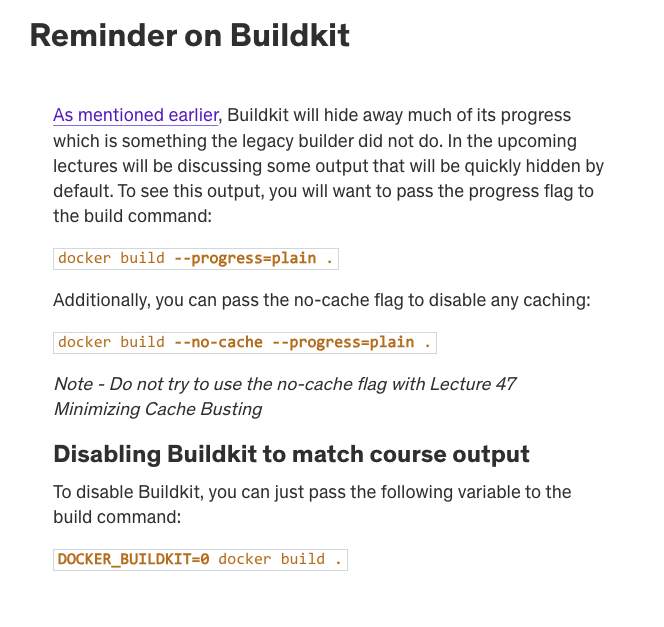 Reminder on Buildkit
As mentioned earlier, Buildkit will hide away much of its progress
which is something the legacy builder did not do. In the upcoming
lectures will be discussing some output that will be quickly hidden by
default. To see this output, you will want to pass the progress flag to
the build command:
docker build --progress=plain .
Additionally, you can pass the no-cache flag to disable any caching:
docker build --no-cache --progress=plain .
Note - Do not try to use the no-cache flag with Lecture 47
Minimizing Cache Busting
Disabling Buildkit to match course output
To disable Buildkit, you can just pass the following variable to the
build command:
DOCKER_BUILDKIT=0 docker build .